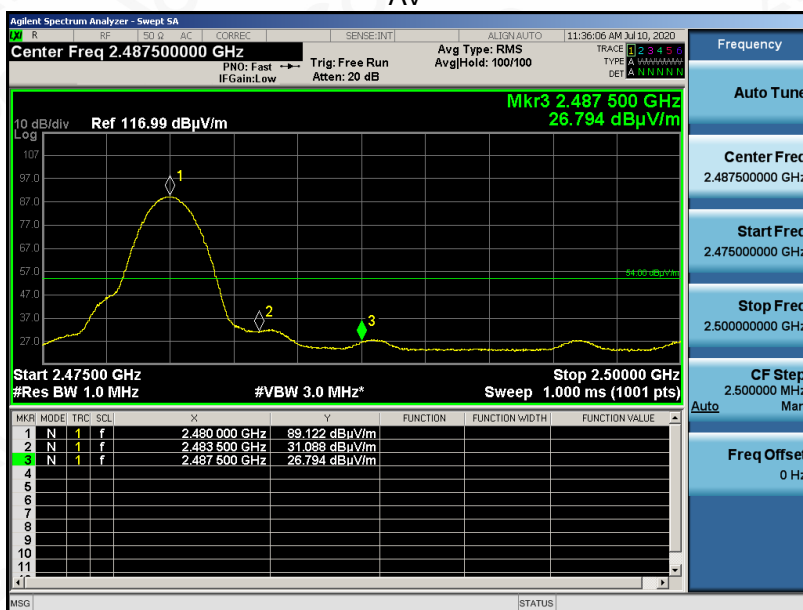 AV
Agilent Spectrum Analyzer - Swept SA
LXI R RF 50 Ω AC CORREC SENSE:INT ALIGN AUTO 11:36:06 AM Jul 10, 2020
Center Freq 2.487500000 GHz
PNO: Fast
IFGain:Low
Trig: Free Run
Atten: 20 dB
Avg Type: RMS
Avg|Hold: 100/100
TRACE 1 2 3 4 5 6
TYPE A
DET A N N N N N
Mkr3 2.487 500 GHz
26.794 dBµV/m
10 dB/div Ref 116.99 dBµV/m
Log
107
97.0
87.0
77.0
67.0
57.0
47.0
37.0
27.0
1
2
3
54.00 dBµV/m
Start 2.47500 GHz Stop 2.50000 GHz
#Res BW 1.0 MHz #VBW 3.0 MHz* Sweep 1.000 ms (1001 pts)
MKR MODE TRC SCL X Y FUNCTION FUNCTION WIDTH FUNCTION VALUE
1 N 1 f 2.480 000 GHz 89.122 dBµV/m
2 N 1 f 2.483 500 GHz 31.088 dBµV/m
3 N 1 f 2.487 500 GHz 26.794 dBµV/m
4
5
6
7
8
9
10
11
MSG STATUS
Frequency
Auto Tune
Center Freq
2.487500000 GHz
Start Freq
2.475000000 GHz
Stop Freq
2.500000000 GHz
CF Step
2.500000 MHz
Auto Man
Freq Offset
0 Hz